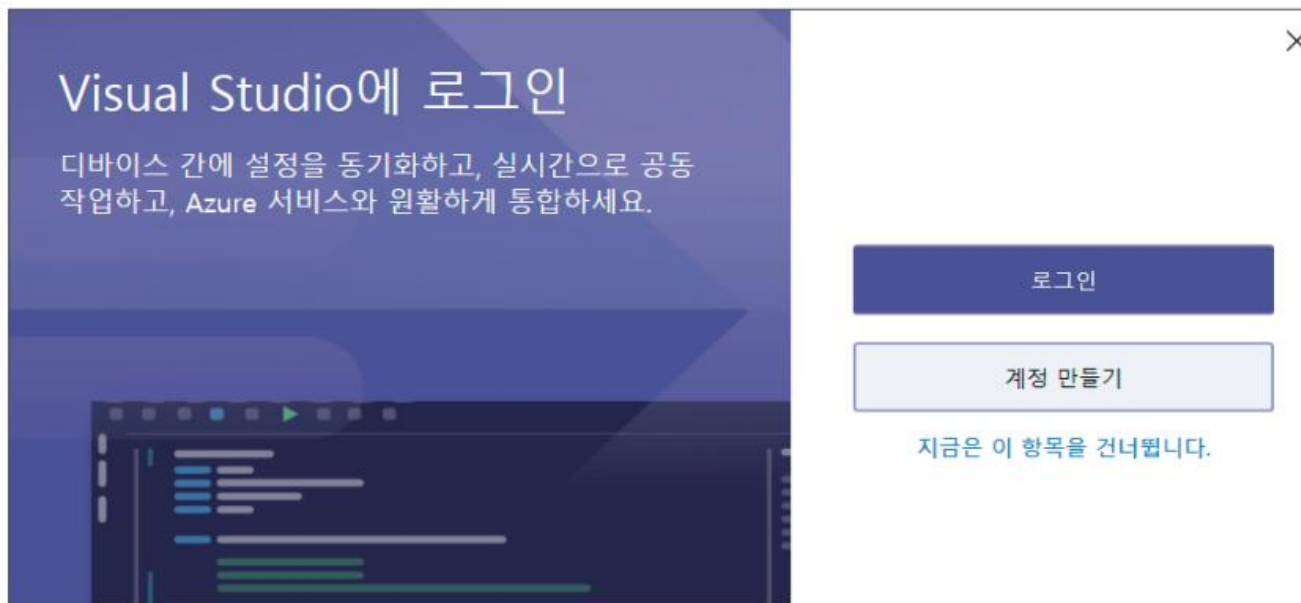 Visual Studio에 로그인
디바이스 간에 설정을 동기화하고, 실시간으로 공동
작업하고, Azure 서비스와 원활하게 통합하세요.
로그인
계정 만들기
지금은 이 항목을 건너뜁니다.